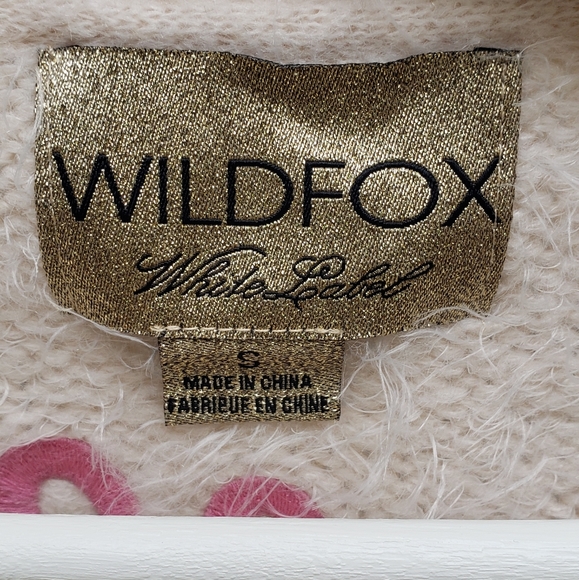 WILDFOX
White Label
S
MADE IN CHINA
FABRIQUE EN CHINE